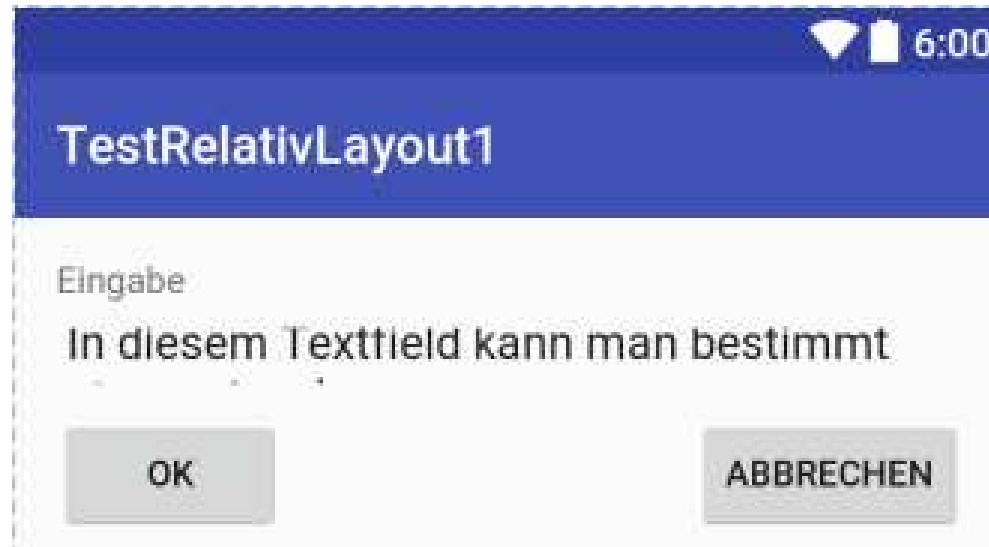 6:00
TestRelativLayout1
Eingabe
In diesem Textfield kann man bestimmt
OK
ABBRECHEN